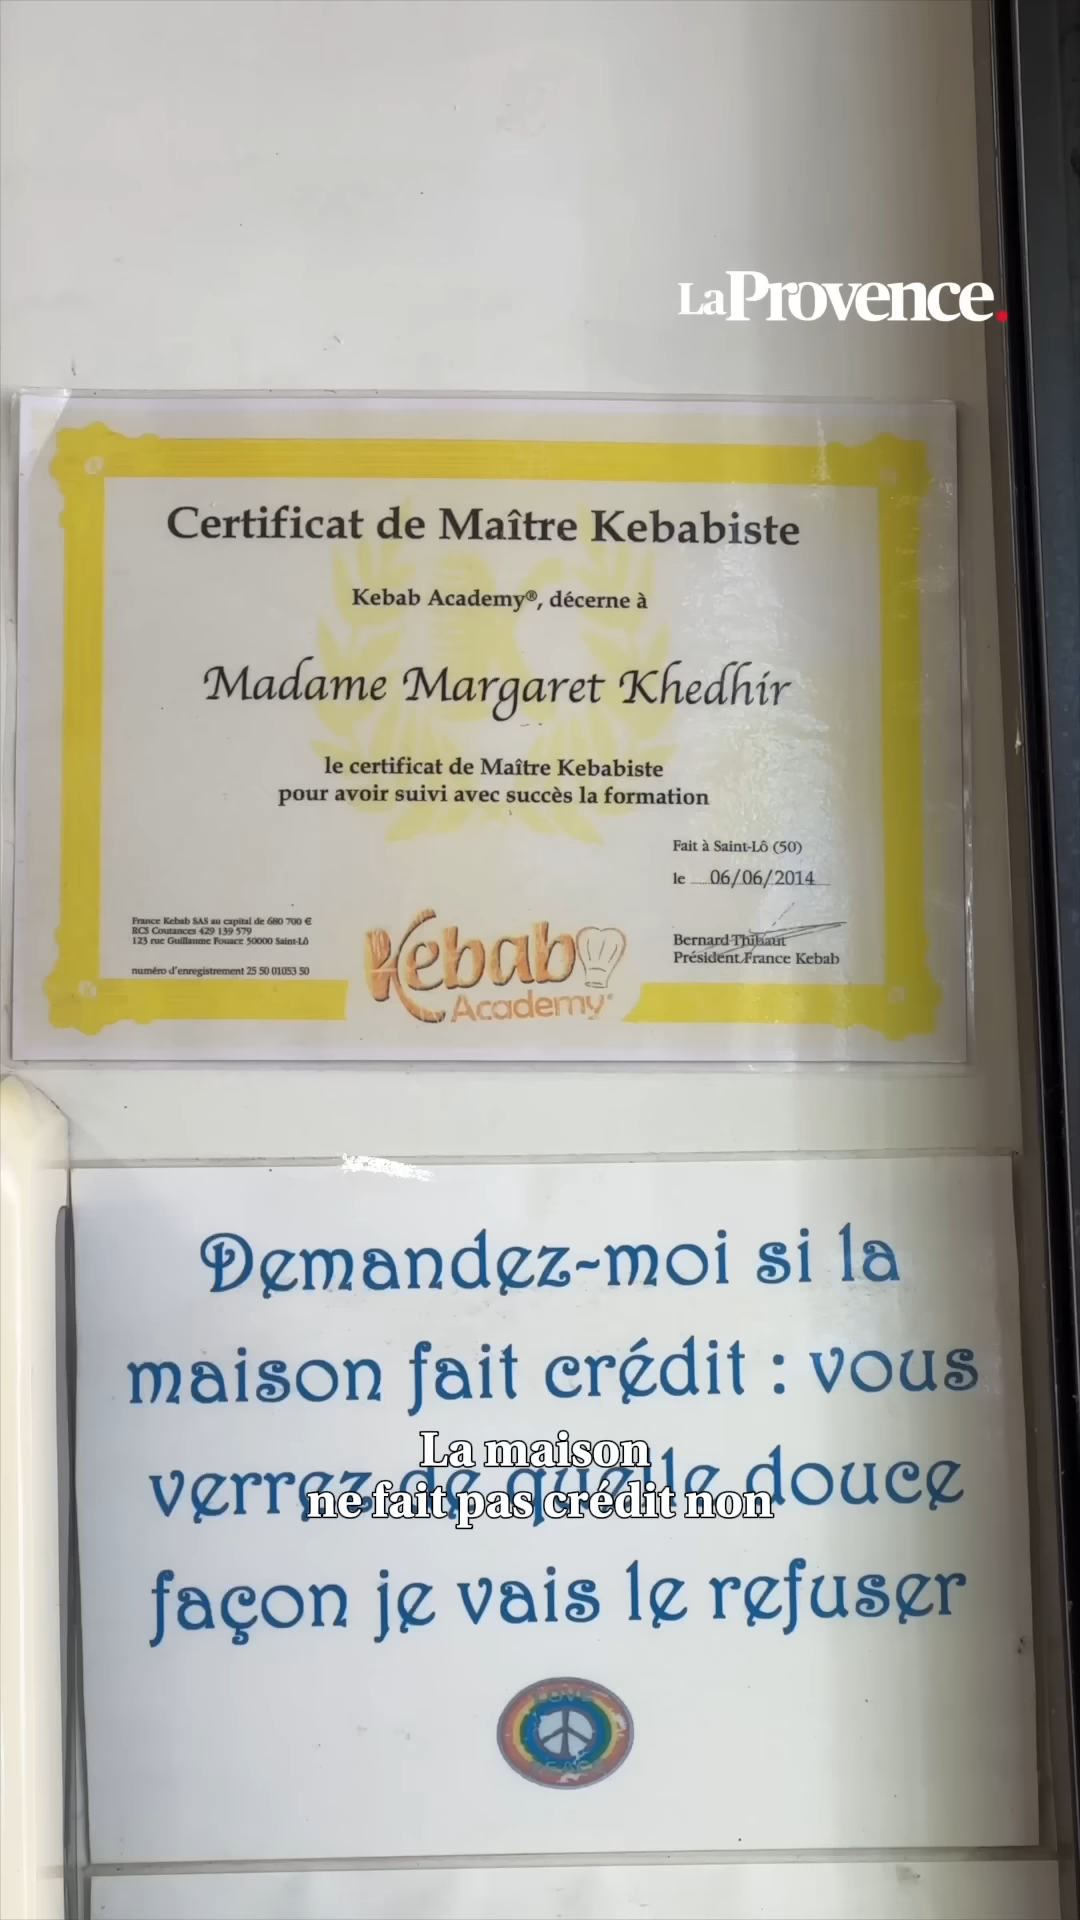 LaProvence.
Certificat de Maître Kebabiste
Kebab Academy®, décerne à
Madame Margaret Khedhir
le certificat de Maître Kebabiste
pour avoir suivi avec succès la formation
Fait à Saint-Lô (50)
le 06/06/2014
France Kebab SAS au capital de 680 700 €
RCS Coutances 429 139 579
123 rue Guillaume Fouace 50000 Saint-Lô
numéro d'enregistrement 25 50 01053 50
Bernard Thibaut
Président France Kebab
Kebab
Academy®
Demandez-moi si la
maison fait crédit : vous
verrez de quelle douce
façon je vais le refuser
La maison
ne fait pas crédit non
LOVE
PEACE